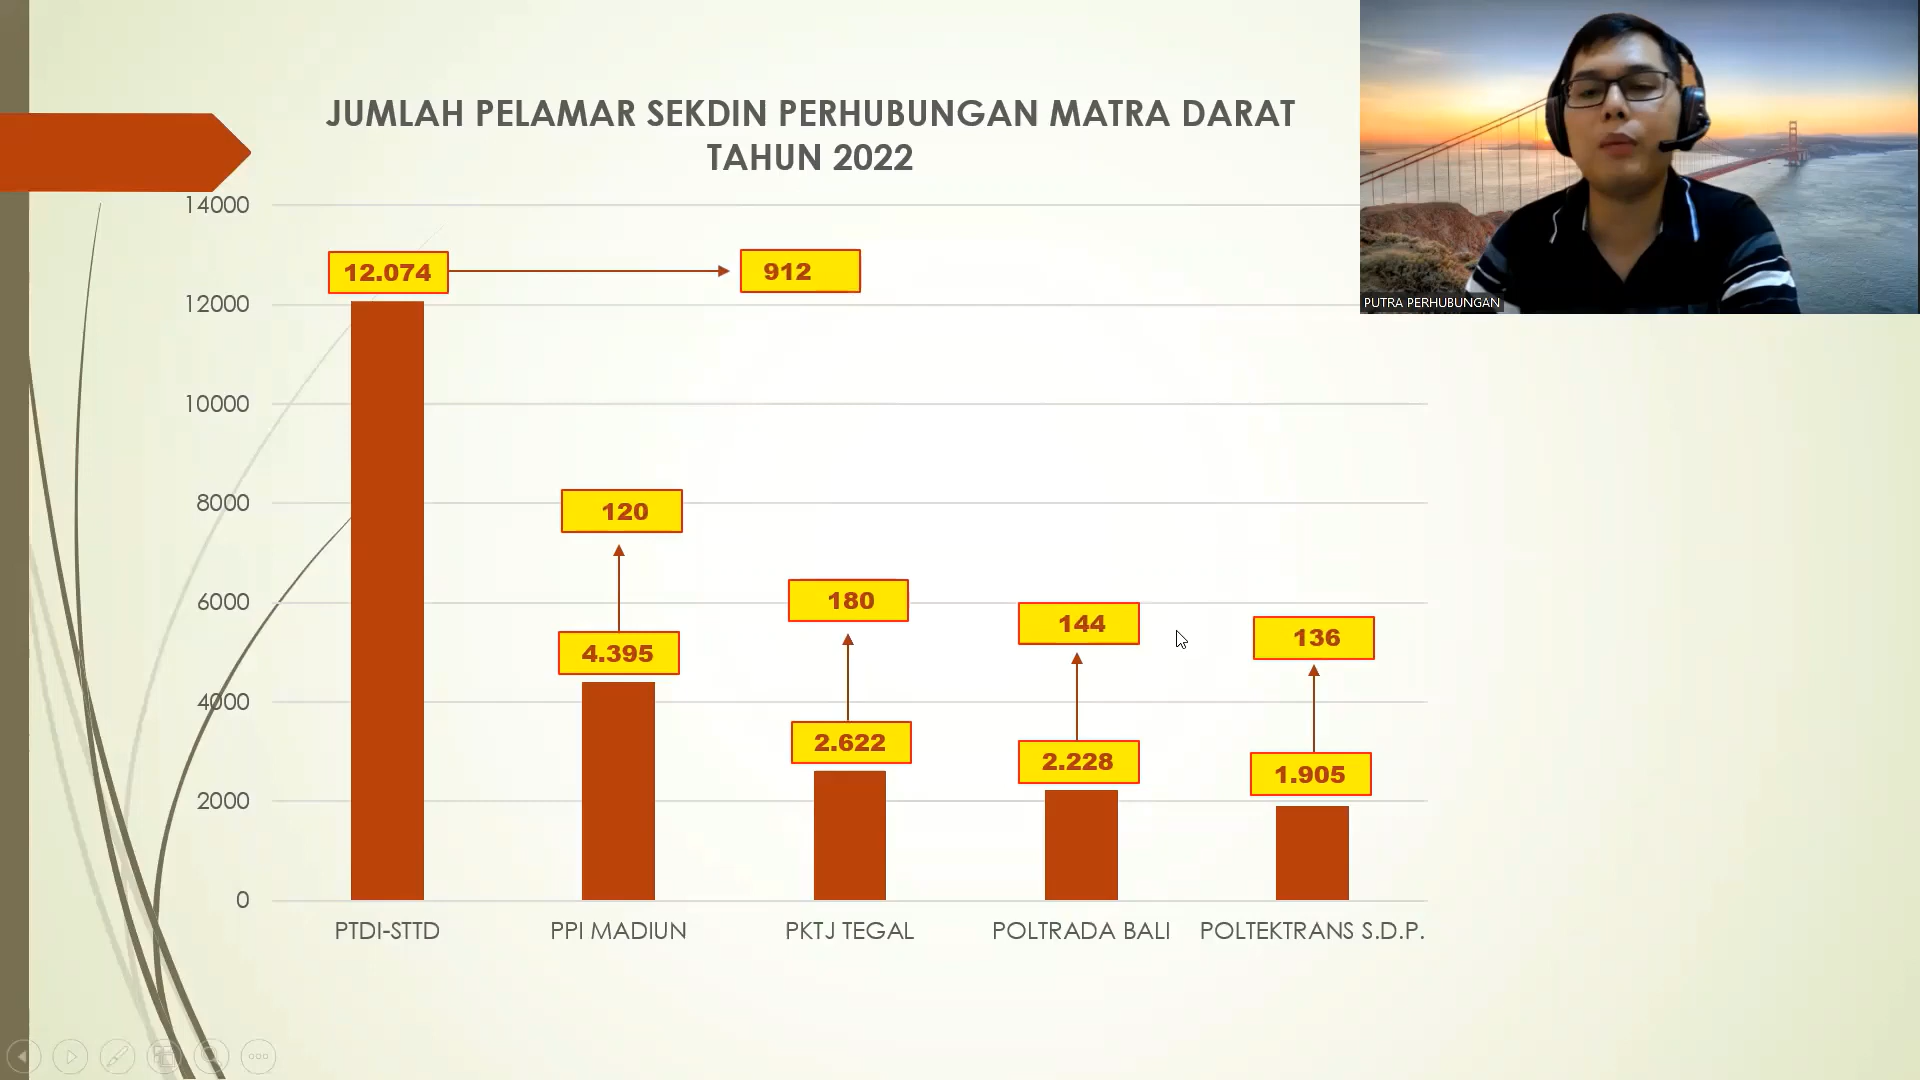 JUMLAH PELAMAR SEKDIN PERHUBUNGAN MATRA DARAT
TAHUN 2022
PUTRA PERHUBUNGAN
14000
12000
10000
8000
6000
4000
2000
0
12.074
912
120
4.395
180
2.622
144
2.228
136
1.905
PTDI-STTD
PPI MADIUN
PKTJ TEGAL
POLTRADA BALI
POLTEKTRANS S.D.P.